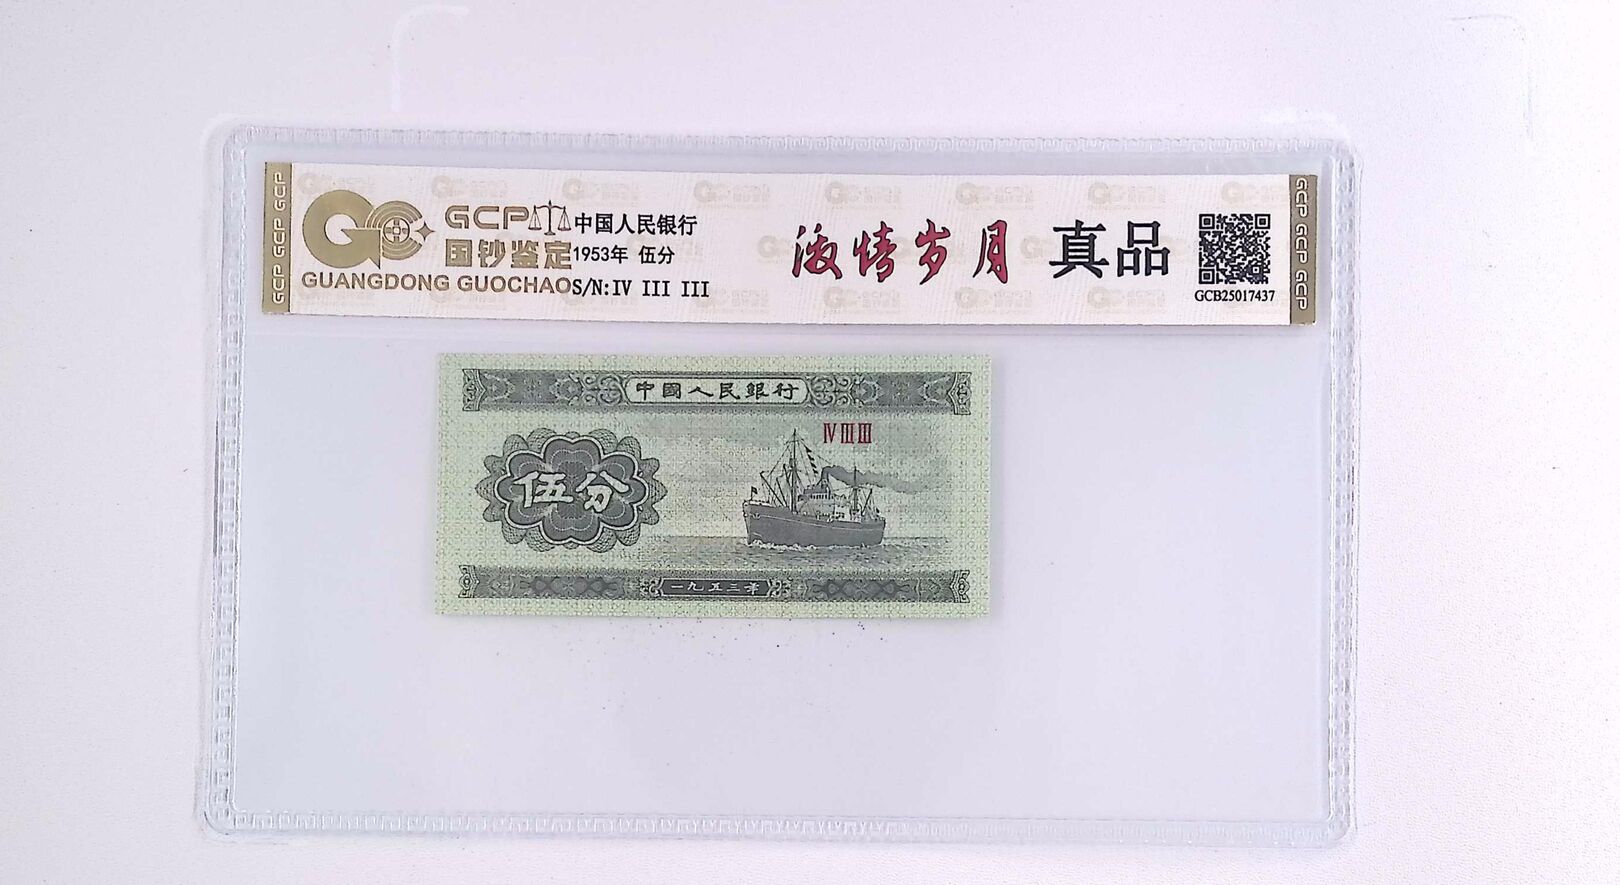 GCP GCP GCP
GCP
国钞鉴定
GUANGDONG GUOCHAO
中国人民银行
1953年 伍分
S/N:IV III III
激情岁月
真品
GCB25017437
GCP GCP GCP
中國人民銀行
IV III III
伍分
一九五三年